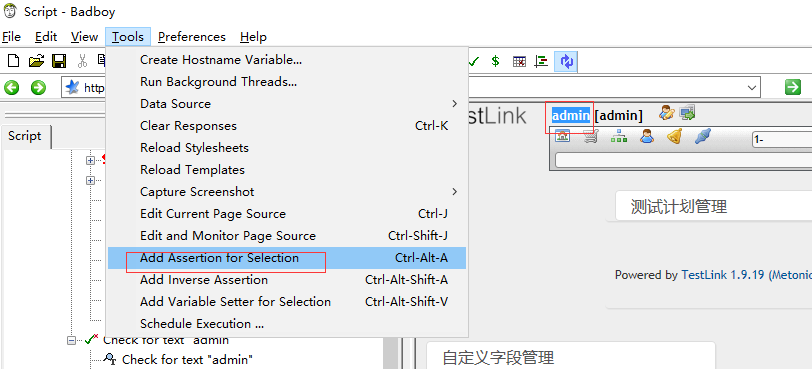 Script - Badboy
File Edit View Tools Preferences Help
http
Script
Create Hostname Variable...
Run Background Threads...
Data Source
Clear Responses Ctrl-K
Reload Stylesheets
Reload Templates
Capture Screenshot
Edit Current Page Source Ctrl-J
Edit and Monitor Page Source Ctrl-Shift-J
Add Assertion for Selection Ctrl-Alt-A
Add Inverse Assertion Ctrl-Alt-Shift-A
Add Variable Setter for Selection Ctrl-Alt-Shift-V
Schedule Execution ...
Check for text "admin"
Check for text "admin"
stLink admin [admin]
1-
测试计划管理
Powered by TestLink 1.9.19 (Metonic
自定义字段管理